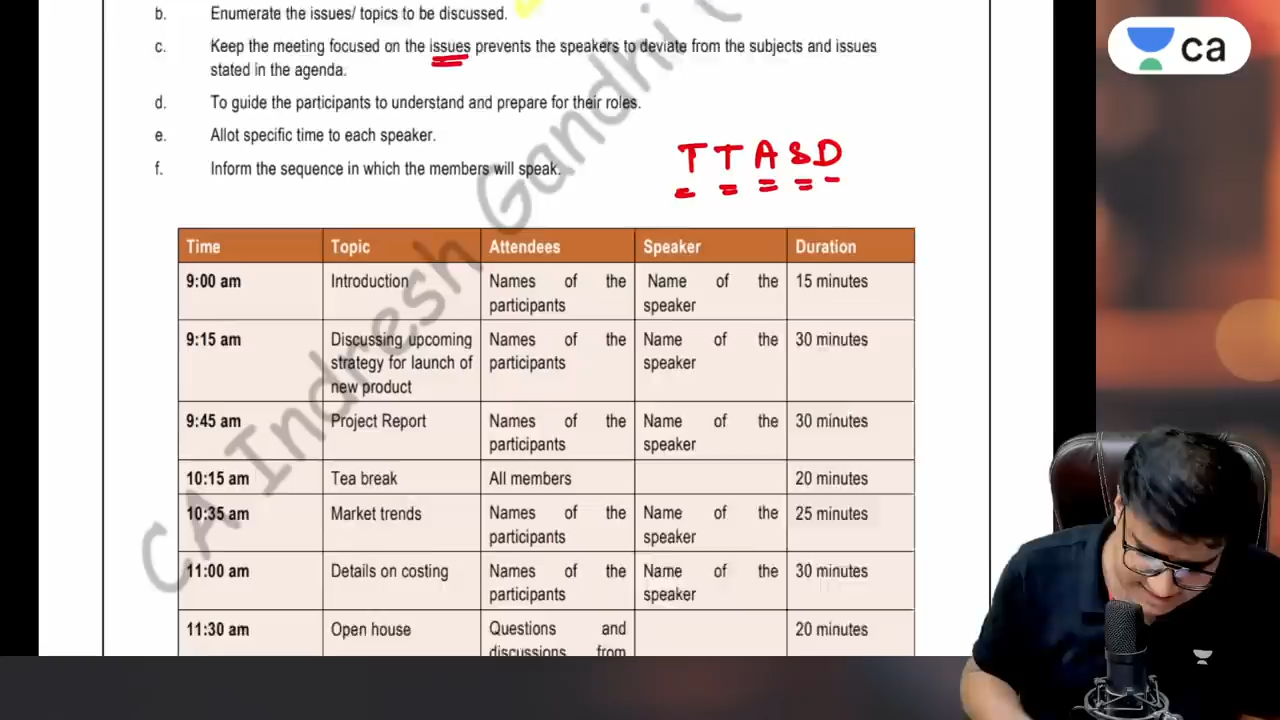 b. Enumerate the issues/ topics to be discussed.
c. Keep the meeting focused on the issues prevents the speakers to deviate from the subjects and issues
stated in the agenda.
d. To guide the participants to understand and prepare for their roles.
e. Allot specific time to each speaker.
f. Inform the sequence in which the members will speak.
T T A S D
Time Topic Attendees Speaker Duration
9:00 am Introduction Names of the Name of the 15 minutes
participants speaker
9:15 am Discussing upcoming Names of the Name of the 30 minutes
strategy for launch of participants speaker
new product
9:45 am Project Report Names of the Name of the 30 minutes
participants speaker
10:15 am Tea break All members 20 minutes
10:35 am Market trends Names of the Name of the 25 minutes
participants speaker
11:00 am Details on costing Names of the Name of the 30 minutes
participants speaker
11:30 am Open house Questions and 20 minutes
discussions from
CA Indresh Gandhi
ca